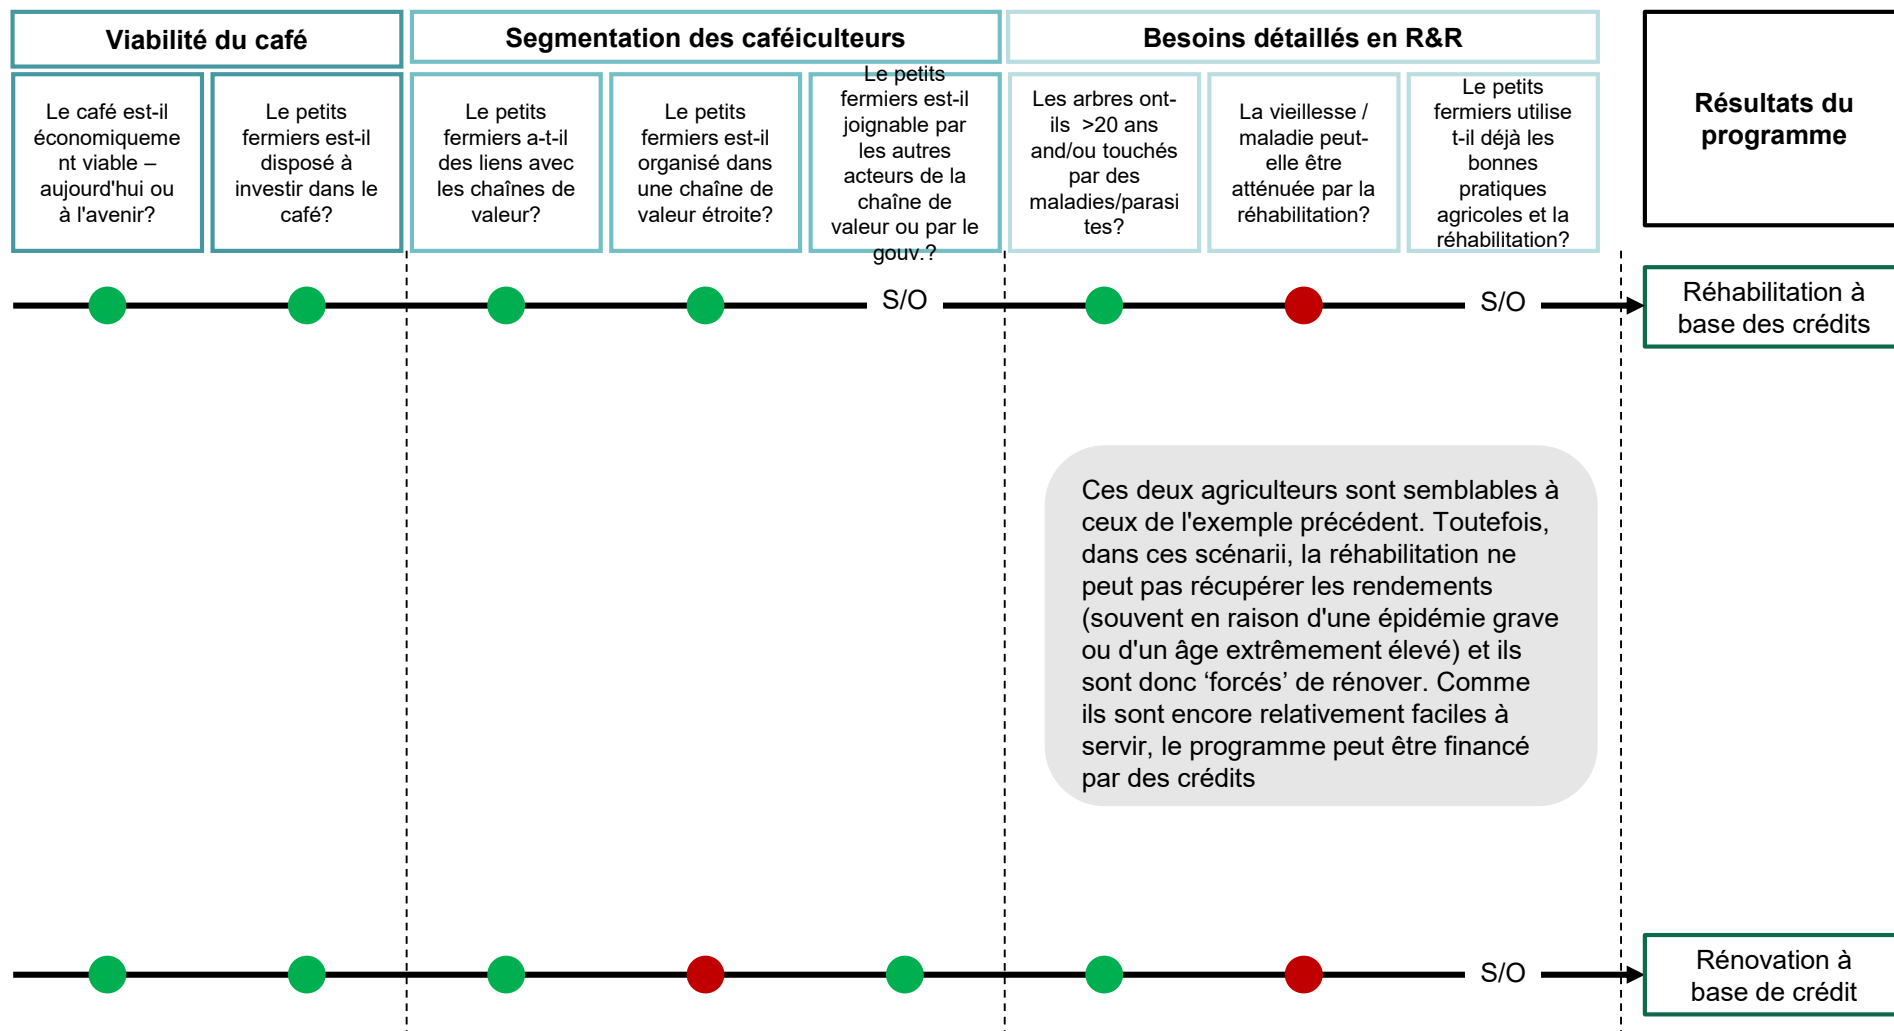 Viabilité du café
Segmentation des caféiculteurs
Besoins détaillés en R&R
Résultats du
programme
Le café est-il
économiqueme
nt viable –
aujourd'hui ou
à l'avenir?
Le petits
fermiers est-il
disposé à
investir dans le
café?
Le petits
fermiers a-t-il
des liens avec
les chaînes de
valeur?
Le petits
fermiers est-il
organisé dans
une chaîne de
valeur étroite?
Le petits
fermiers est-il
joignable par
les autres
acteurs de la
chaîne de
valeur ou par le
gouv.?
Les arbres ont-
ils >20 ans
and/ou touchés
par des
maladies/parasi
tes?
La vieillesse /
maladie peut-
elle être
atténuée par la
réhabilitation?
Le petits
fermiers utilise
t-il déjà les
bonnes
pratiques
agricoles et la
réhabilitation?
S/O
S/O
Réhabilitation à
base des crédits
Ces deux agriculteurs sont semblables à
ceux de l'exemple précédent. Toutefois,
dans ces scénarii, la réhabilitation ne
peut pas récupérer les rendements
(souvent en raison d'une épidémie grave
ou d'un âge extrêmement élevé) et ils
sont donc ‘forcés’ de rénover. Comme
ils sont encore relativement faciles à
servir, le programme peut être financé
par des crédits
S/O
Rénovation à
base de crédit